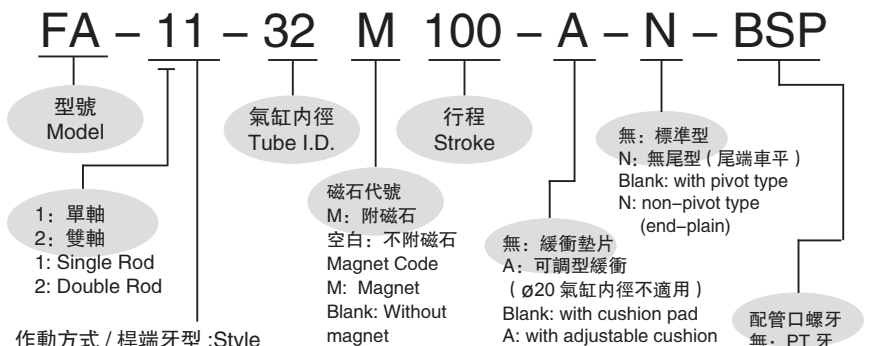 FA – 11 – 32 M 100 – A – N – BSP
型號
Model
氣缸内徑
Tube I.D.
行程
Stroke
無：標準型
N：無尾型 ( 尾端車平 )
Blank: with pivot type
N: non–pivot type
(end–plain)
1：單軸
2：雙軸
1: Single Rod
2: Double Rod
磁石代號
M：附磁石
空白：不附磁石
Magnet Code
M: Magnet
Blank: Without
magnet
無：緩衝墊片
A：可調型緩衝
( ø20 氣缸内徑不適用 )
Blank: with cushion pad
A: with adjustable cushion
配管口螺牙
無：PT 牙
作動方式 / 桿端牙型 :Style